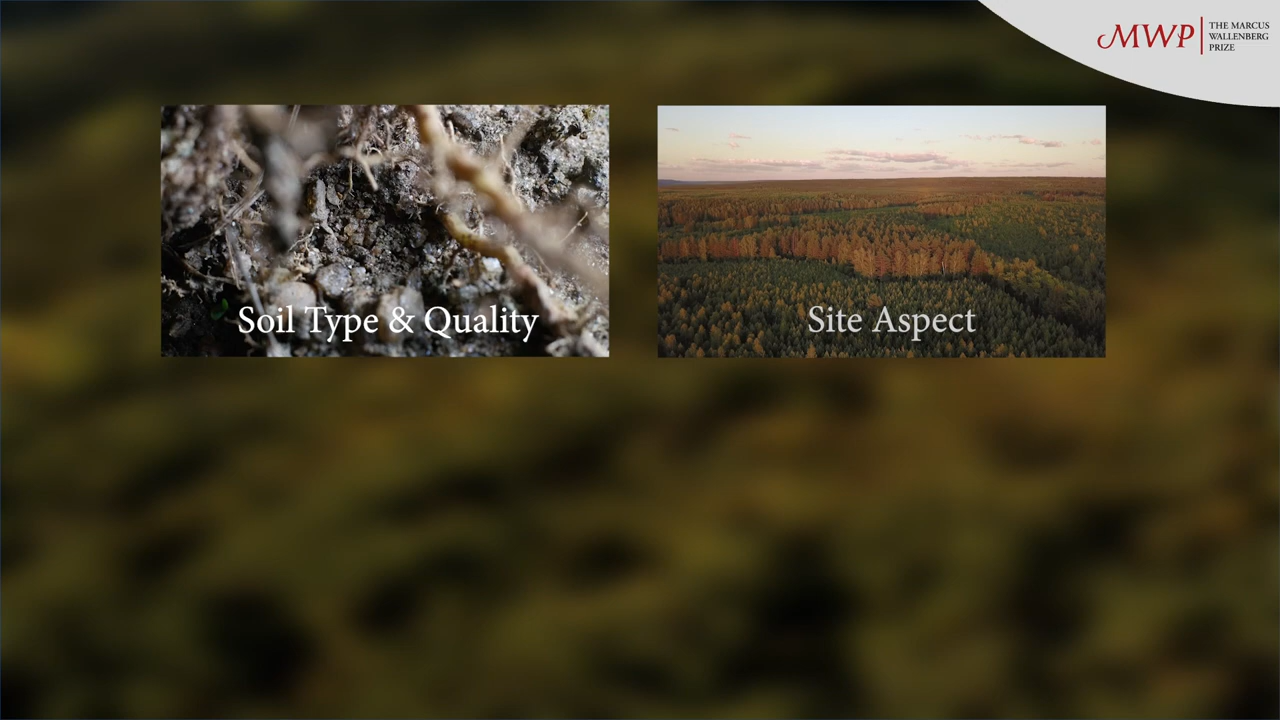 MWP
THE MARCUS
WALLENBERG
PRIZE
Soil Type & Quality
Site Aspect